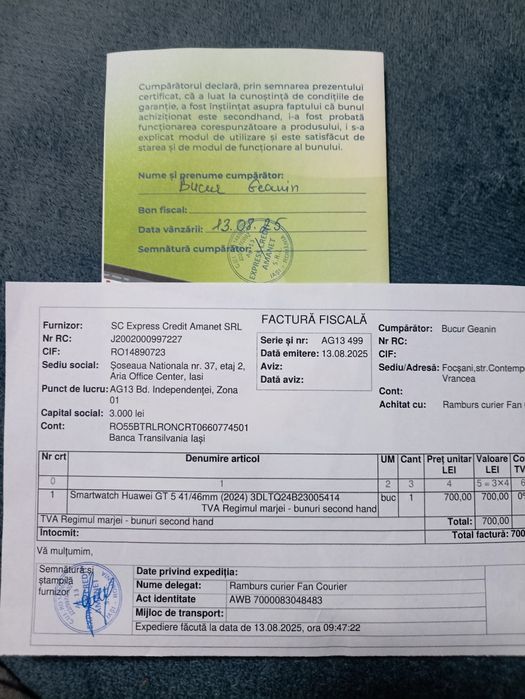 Cumpărătorul declară, prin semnarea prezentului
certificat, că a luat la cunoștință de condițiile de
garanție, a fost înștiințat asupra faptului că bunul
achiziționat este secondhand, i-a fost probată
funcționarea corespunzătoare a produsului, i s-a
explicat modul de utilizare și este satisfăcut de
starea și de modul de funcționare al bunului.
Nume și prenume cumpărător:
Bucur Geanin
Bon fiscal:
Data vânzării: 13.08.25
Semnătură cumpărător:
EXPRESS CREDIT
AMANET
S.R.L.
FACTURĂ FISCALĂ
Furnizor: SC Express Credit Amanet SRL
Nr RC: J2002000997227
CIF: RO14890723
Sediu social: Șoseaua Nationala nr. 37, etaj 2,
Aria Office Center, Iasi
Punct de lucru: AG13 Bd. Independenței, Zona
01
Capital social: 3.000 lei
Cont: RO55BTRLRONCRT0660774501
Banca Transilvania Iași
Serie și nr: AG13 499
Dată emitere: 13.08.2025
Aviz:
Dată aviz:
Cumpărător: Bucur Geanin
Nr RC:
CIF:
Sediu/Adresă: Focșani,str.Contemp
Vrancea
Cont:
Achitat cu: Ramburs curier Fan
Nr crt Denumire articol UM Cant Preț unitar LEI Valoare LEI
0 1 2 3 4 5 = 3×4 6
1 Smartwatch Huawei GT 5 41/46mm (2024) 3DLTQ24B23005414 buc 1 700,00 700,00
TVA Regimul marjei - bunuri second hand
TVA Regimul marjei - bunuri second hand Total: 700,00
Intocmit: Total factură: 700
Vă mulțumim,
Semnătură și
ștampilă
furnizor
Date privind expediția:
Nume delegat: Ramburs curier Fan Courier
Act identitate AWB 7000083048483
Mijloc de transport:
Expediere făcută la data de 13.08.2025, ora 09:47:22